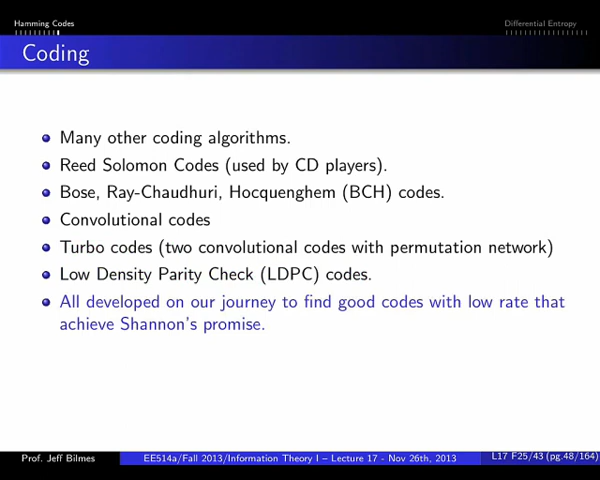 Hamming Codes
Differential Entropy
Coding
Many other coding algorithms.
Reed Solomon Codes (used by CD players).
Bose, Ray-Chaudhuri, Hocquenghem (BCH) codes.
Convolutional codes
Turbo codes (two convolutional codes with permutation network)
Low Density Parity Check (LDPC) codes.
All developed on our journey to find good codes with low rate that
achieve Shannon's promise.
Prof. Jeff Bilmes
EE514a/Fall 2013/Information Theory I – Lecture 17 - Nov 26th, 2013
L17 F25/43 (pg.48/164)